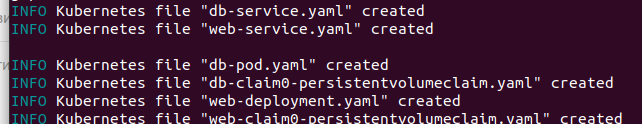 INFO Kubernetes file "db-service.yaml" created
INFO Kubernetes file "web-service.yaml" created
INFO Kubernetes file "db-pod.yaml" created
INFO Kubernetes file "db-claim0-persistentvolumeclaim.yaml" created
INFO Kubernetes file "web-deployment.yaml" created
INFO Kubernetes file "web-claim0-persistentvolumeclaim.yaml" created